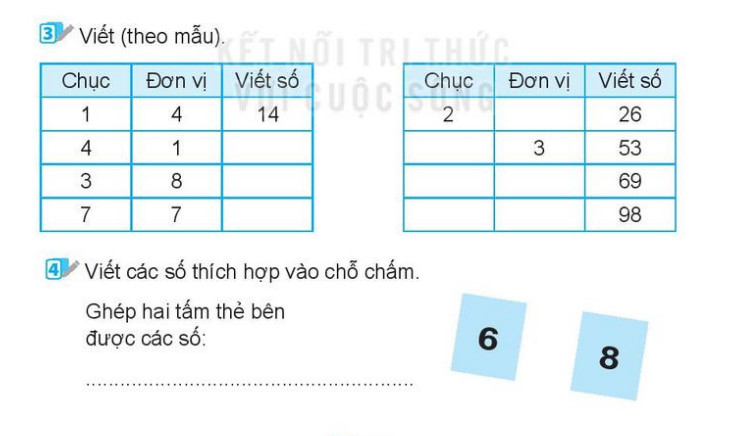 3 Viết (theo mẫu).
KẾT NỐI TRI THỨC
VỚI CUỘC SỐNG
Chục Đơn vị Viết số
1 4 14
4 1
3 8
7 7
Chục Đơn vị Viết số
2 26
3 53
69
98
4 Viết các số thích hợp vào chỗ chấm.
Ghép hai tấm thẻ bên
được các số:
6
8